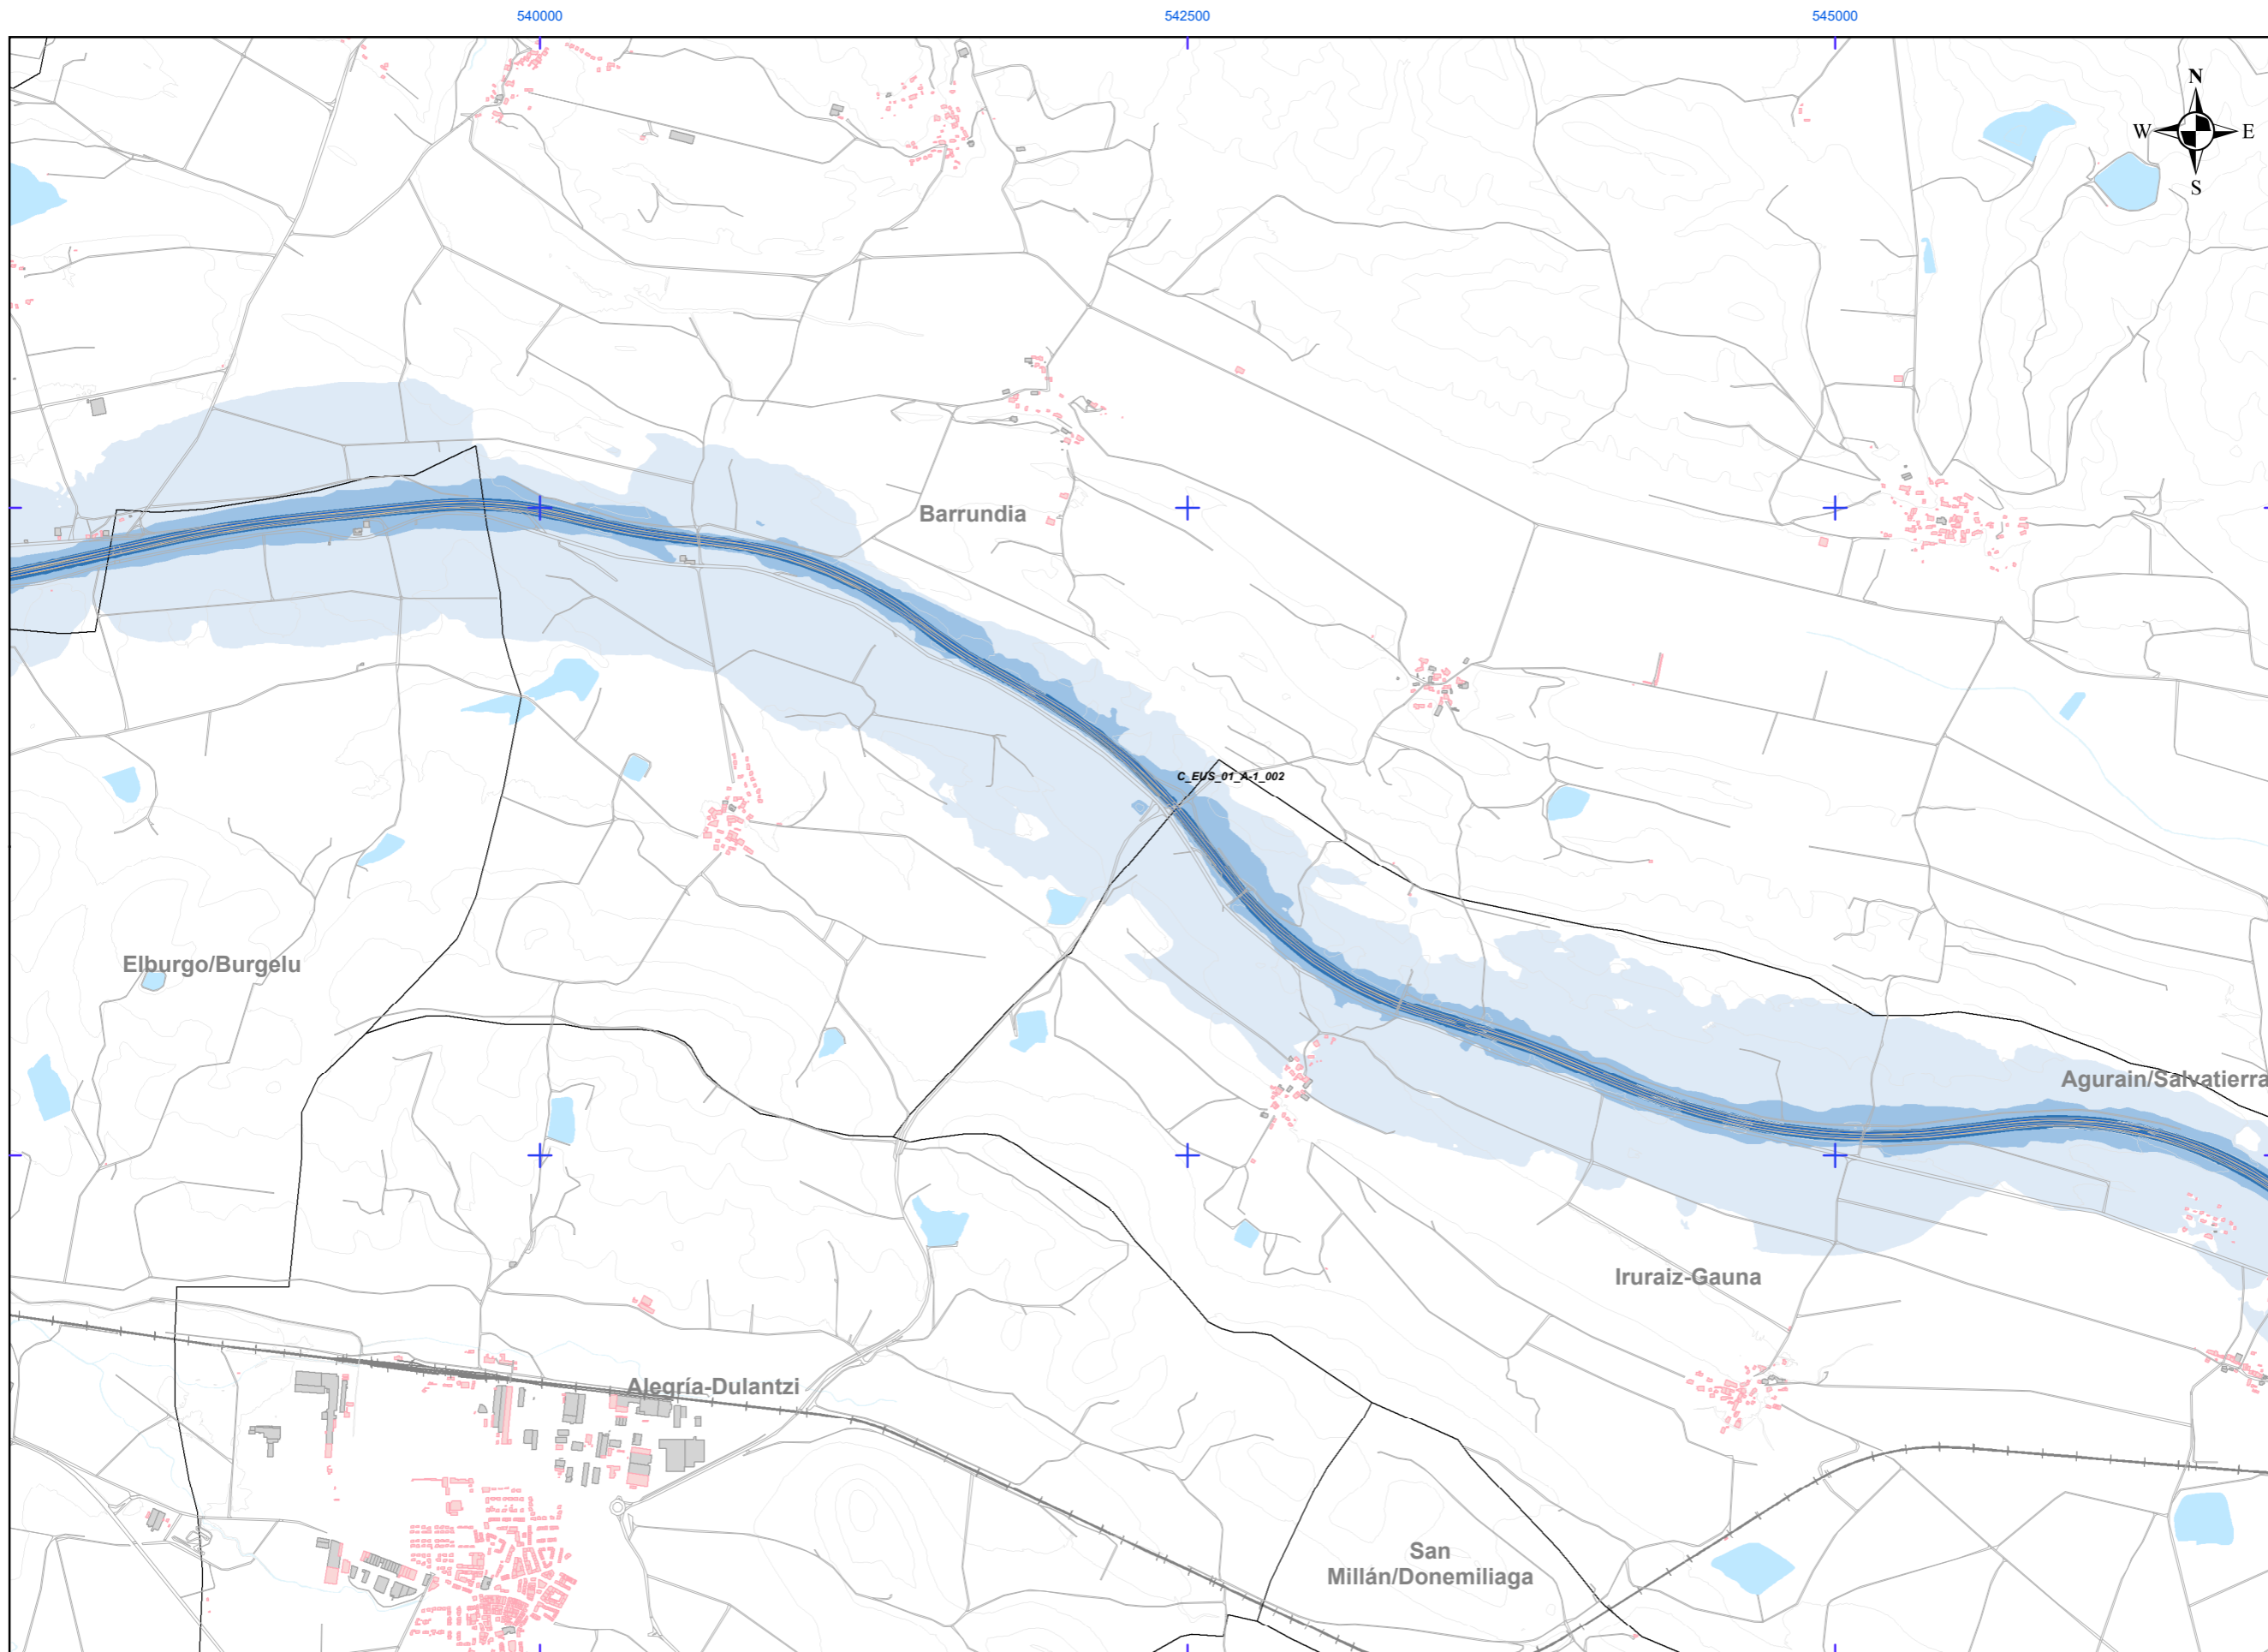 540000
542500
545000
N
W
E
S
Barrundia
C_EUS_01_A-1_002
Elburgo/Burgelu
Agurain/Salvatierra
Iruraiz-Gauna
Alegría-Dulantzi
San
Millán/Donemiliaga